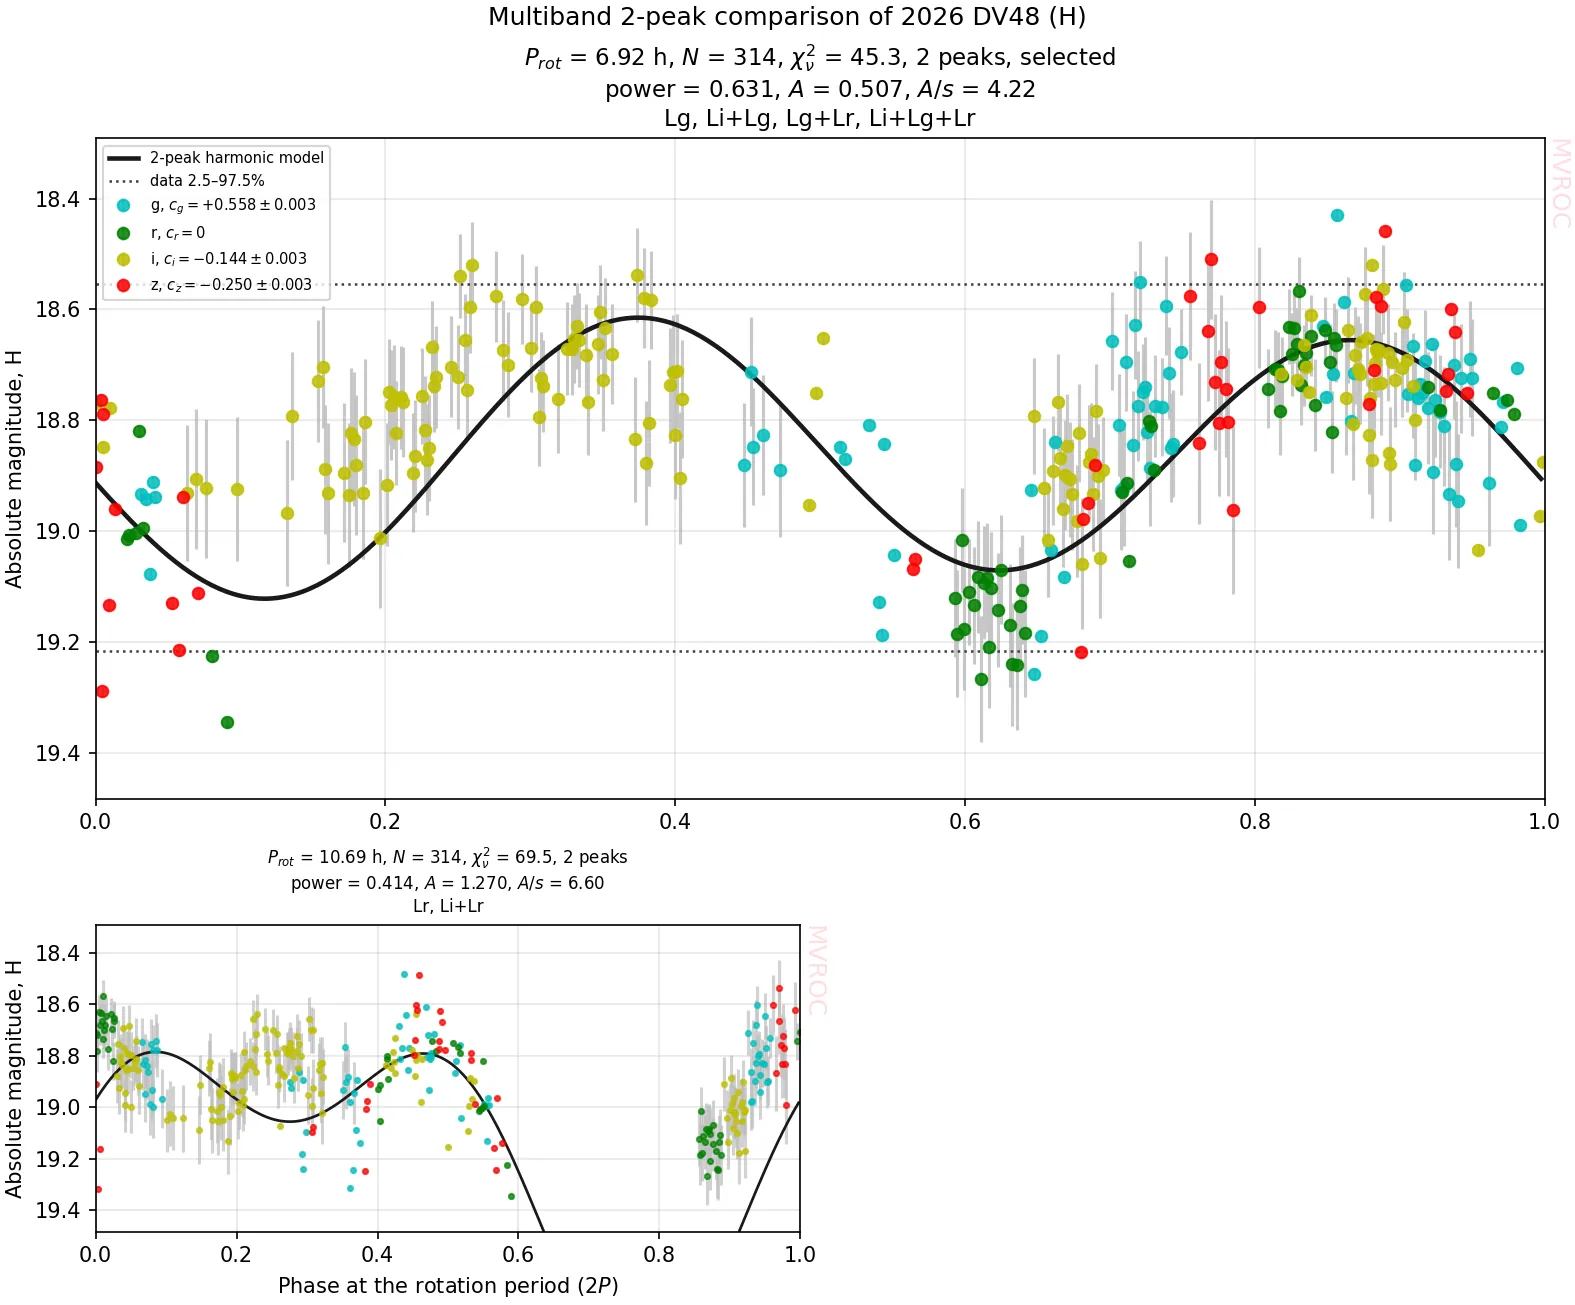 Multiband 2-peak comparison of 2026 DV48 (H)
P_rot = 6.92 h, N = 314, χ²_ν = 45.3, 2 peaks, selected
power = 0.631, A = 0.507, A/s = 4.22
Lg, Li+Lg, Lg+Lr, Li+Lg+Lr
2-peak harmonic model
data 2.5–97.5%
g, c_g = +0.558 ± 0.003
r, c_r = 0
i, c_i = −0.144 ± 0.003
z, c_z = −0.250 ± 0.003
MVROC
Absolute magnitude, H
18.4
18.6
18.8
19.0
19.2
19.4
0.0 0.2 0.4 0.6 0.8 1.0
P_rot = 10.69 h, N = 314, χ²_ν = 69.5, 2 peaks
power = 0.414, A = 1.270, A/s = 6.60
Lr, Li+Lr
MVROC
Absolute magnitude, H
18.4
18.6
18.8
19.0
19.2
19.4
0.0 0.2 0.4 0.6 0.8 1.0
Phase at the rotation period (2P)